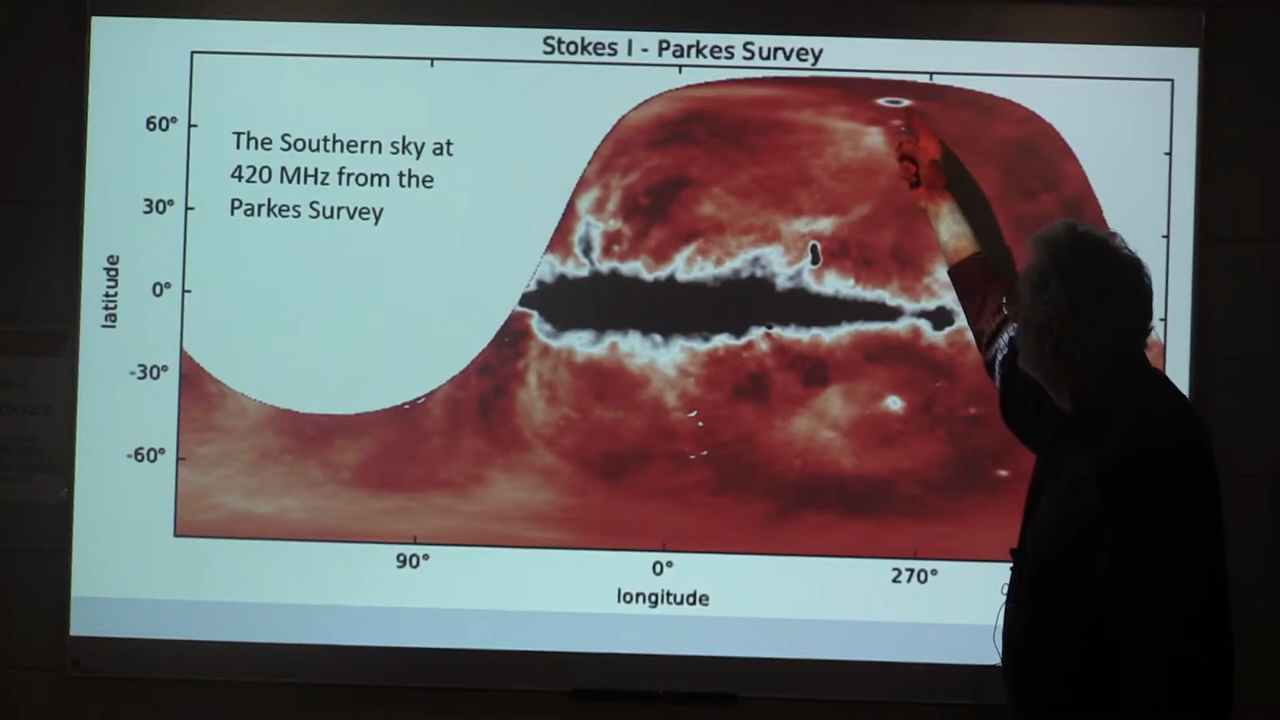 Stokes I - Parkes Survey
The Southern sky at
420 MHz from the
Parkes Survey
60°
30°
0°
-30°
-60°
latitude
90°
0°
270°
longitude